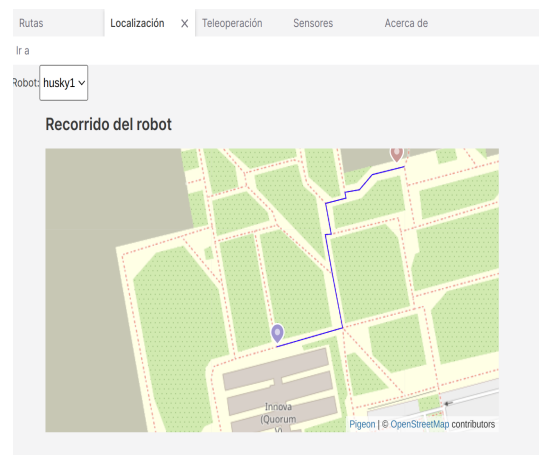 Rutas Localización X Teleoperación Sensores Acerca de
Ir a
Robot: husky1
Recorrido del robot
Innova
(Quorum
V)
Pigeon | © OpenStreetMap contributors